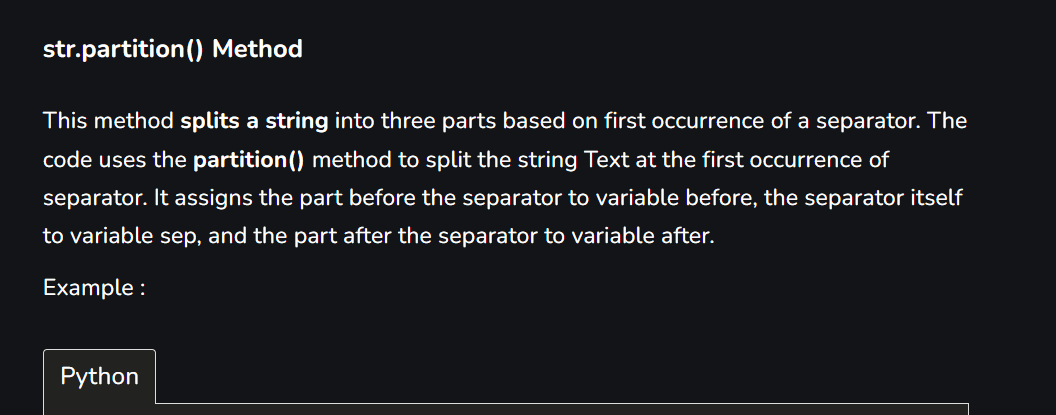 str.partition() Method
This method splits a string into three parts based on first occurrence of a separator. The
code uses the partition() method to split the string Text at the first occurrence of
separator. It assigns the part before the separator to variable before, the separator itself
to variable sep, and the part after the separator to variable after.
Example :
Python